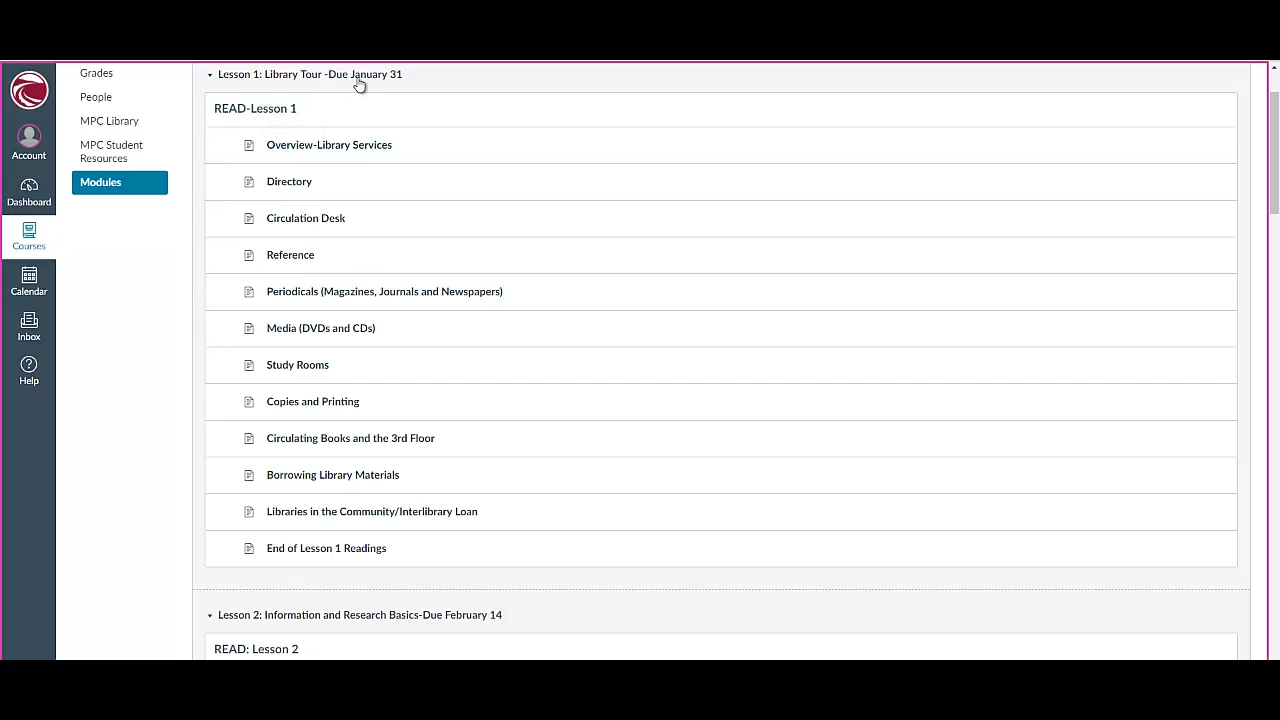 Account
Dashboard
Courses
Calendar
Inbox
Help
Grades
People
MPC Library
MPC Student
Resources
Modules
Lesson 1: Library Tour -Due January 31
READ-Lesson 1
Overview-Library Services
Directory
Circulation Desk
Reference
Periodicals (Magazines, Journals and Newspapers)
Media (DVDs and CDs)
Study Rooms
Copies and Printing
Circulating Books and the 3rd Floor
Borrowing Library Materials
Libraries in the Community/Interlibrary Loan
End of Lesson 1 Readings
Lesson 2: Information and Research Basics-Due February 14
READ: Lesson 2